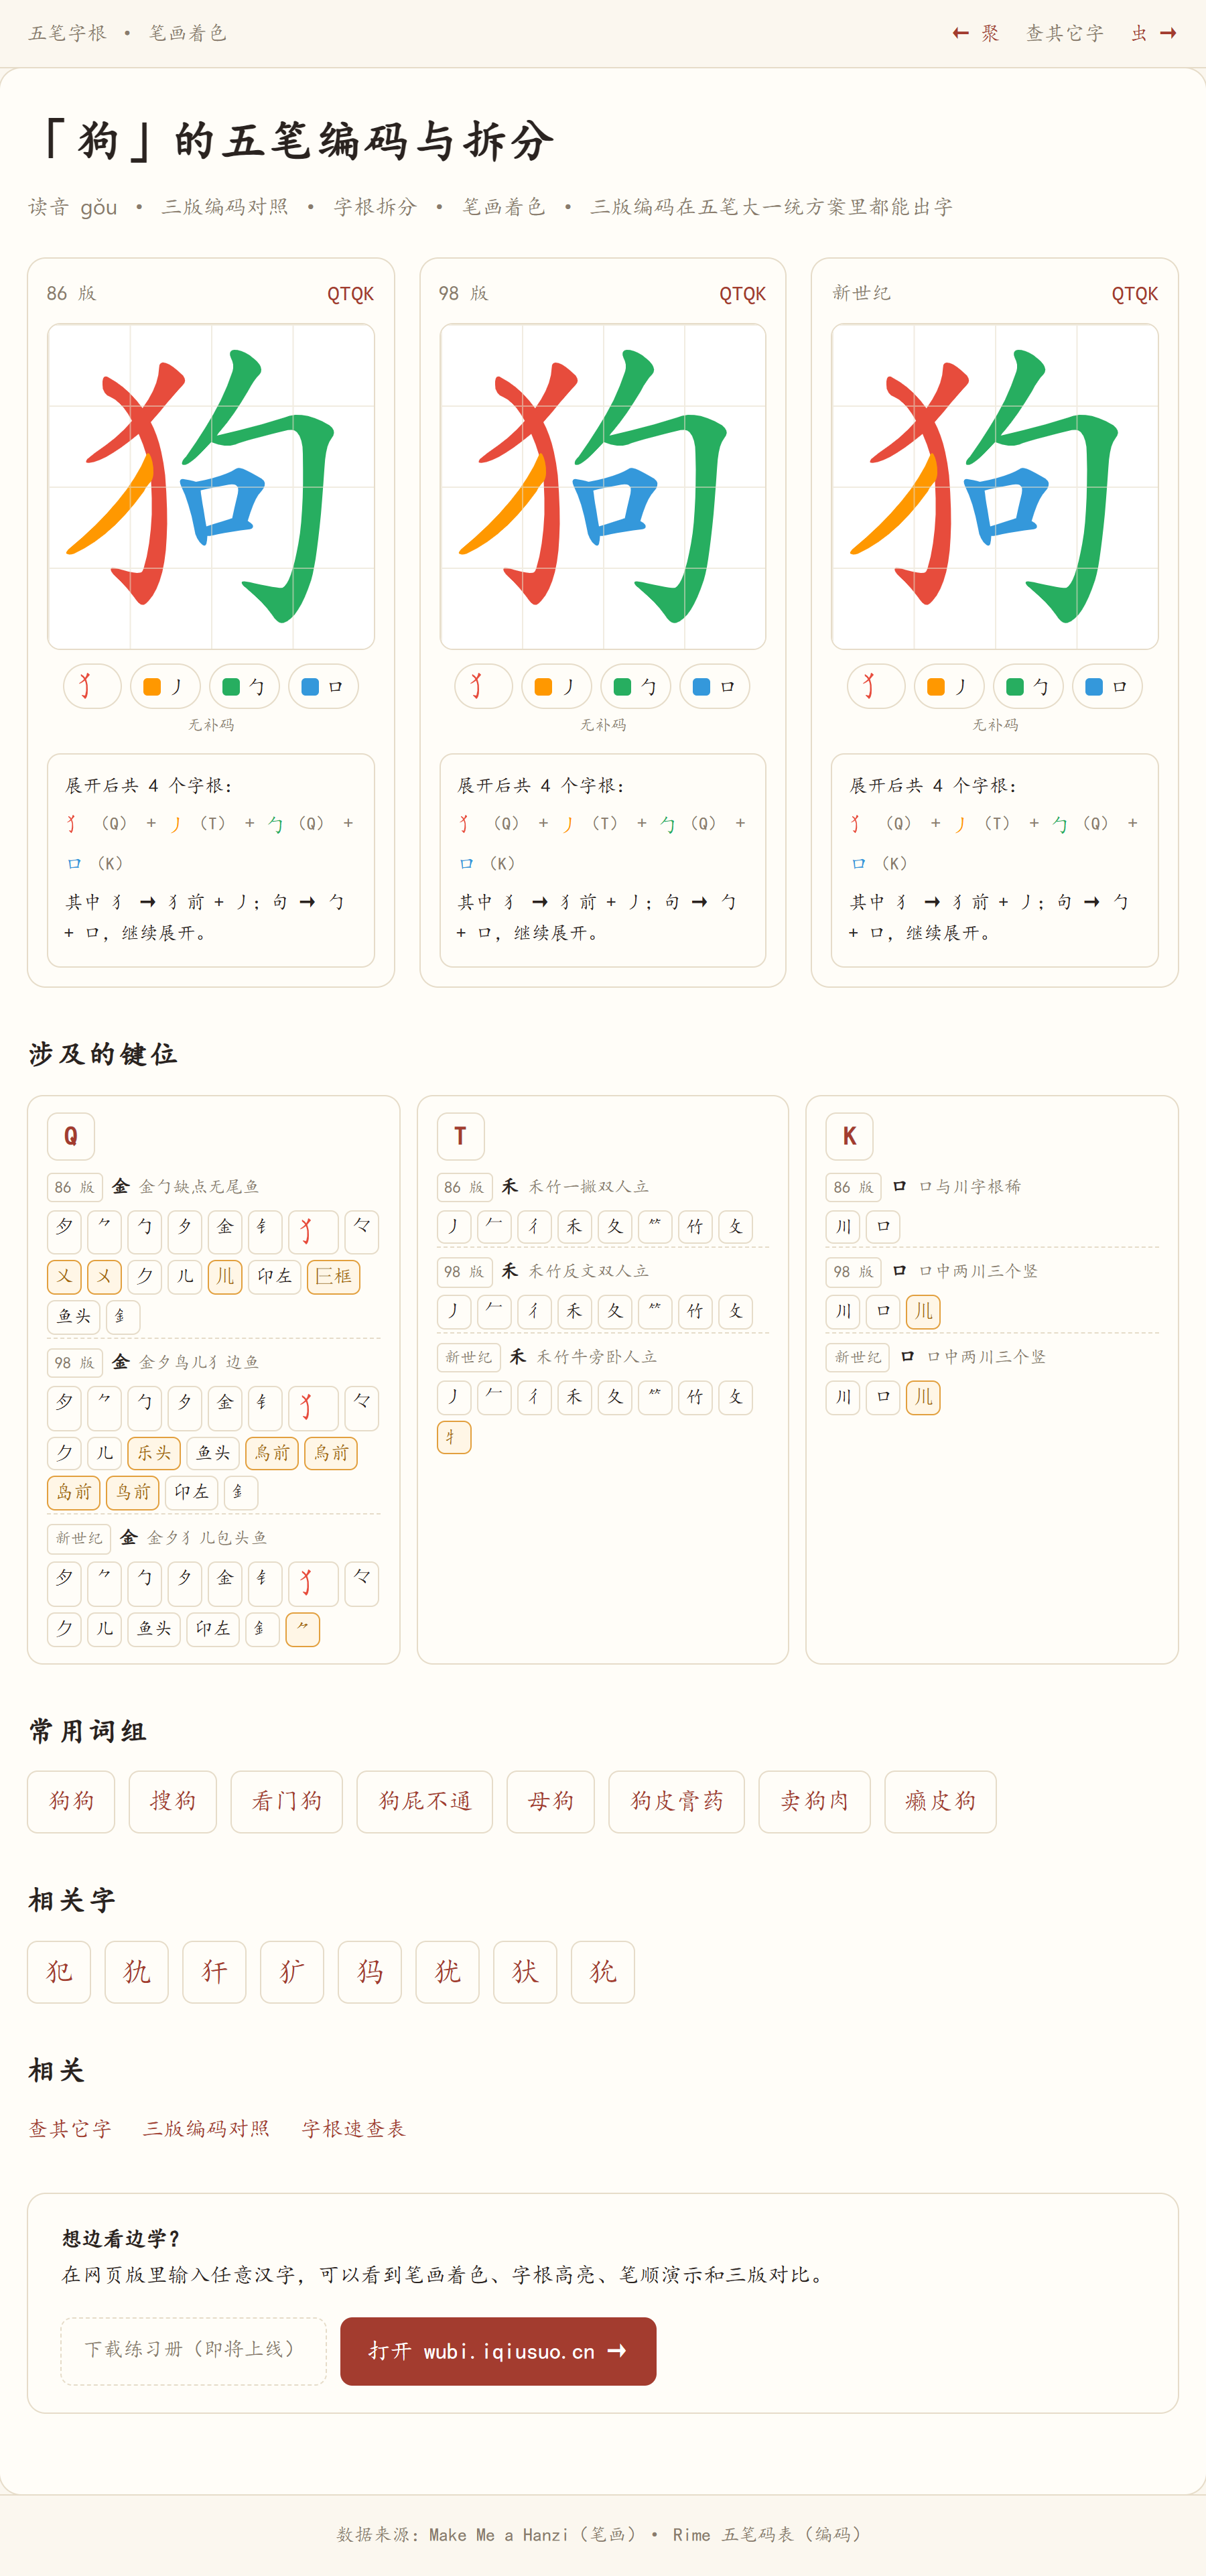 五笔字根 • 笔画着色
← 聚 查其它字 虫 →
「狗」的五笔编码与拆分
读音 gǒu • 三版编码对照 • 字根拆分 • 笔画着色 • 三版编码在五笔大一统方案里都能出字
86 版 QTQK
狗
犭 丿 勹 口
无补码
展开后共 4 个字根：
犭 （Q） + 丿 （T） + 勹 （Q） +
口 （K）
其中 犭 → 犭前 + 丿；句 → 勹
+ 口，继续展开。
98 版 QTQK
狗
犭 丿 勹 口
无补码
展开后共 4 个字根：
犭 （Q） + 丿 （T） + 勹 （Q） +
口 （K）
其中 犭 → 犭前 + 丿；句 → 勹
+ 口，继续展开。
新世纪 QTQK
狗
犭 丿 勹 口
无补码
展开后共 4 个字根：
犭 （Q） + 丿 （T） + 勹 （Q） +
口 （K）
其中 犭 → 犭前 + 丿；句 → 勹
+ 口，继续展开。
涉及的键位
Q
86 版 金 金勺缺点无尾鱼
金 钅 犭
乂 儿 川 印左 匚框
鱼头 釒
98 版 金 金夕鸟儿犭边鱼
金 钅 犭
儿 乐头 鱼头 鳥前 烏前
岛前 鸟前 印左 釒
新世纪 金 金夕犭儿包头鱼
金 钅 犭
儿 鱼头 印左 釒
T
86 版 禾 禾竹一撇双人立
丿 𠂉 彳 禾 夂 ⺮ 竹 攵
98 版 禾 禾竹反文双人立
丿 𠂉 彳 禾 夂 ⺮ 竹 攵
新世纪 禾 禾竹牛旁卧人立
丿 𠂉 彳 禾 夂 ⺮ 竹 攵
牜
K
86 版 口 口与川字根稀
川 口
98 版 口 口中两川三个竖
川 口
新世纪 口 口中两川三个竖
川 口
常用词组
狗狗 搜狗 看门狗 狗屁不通 母狗 狗皮膏药 卖狗肉 癞皮狗
相关字
犯 犰 犴 犷 犸 犹 狀 狁
相关
查其它字 三版编码对照 字根速查表
想边看边学？
在网页版里输入任意汉字，可以看到笔画着色、字根高亮、笔顺演示和三版对比。
下载练习册（即将上线） 打开 wubi.iqiusuo.cn →
数据来源：Make Me a Hanzi（笔画）• Rime 五笔码表（编码）